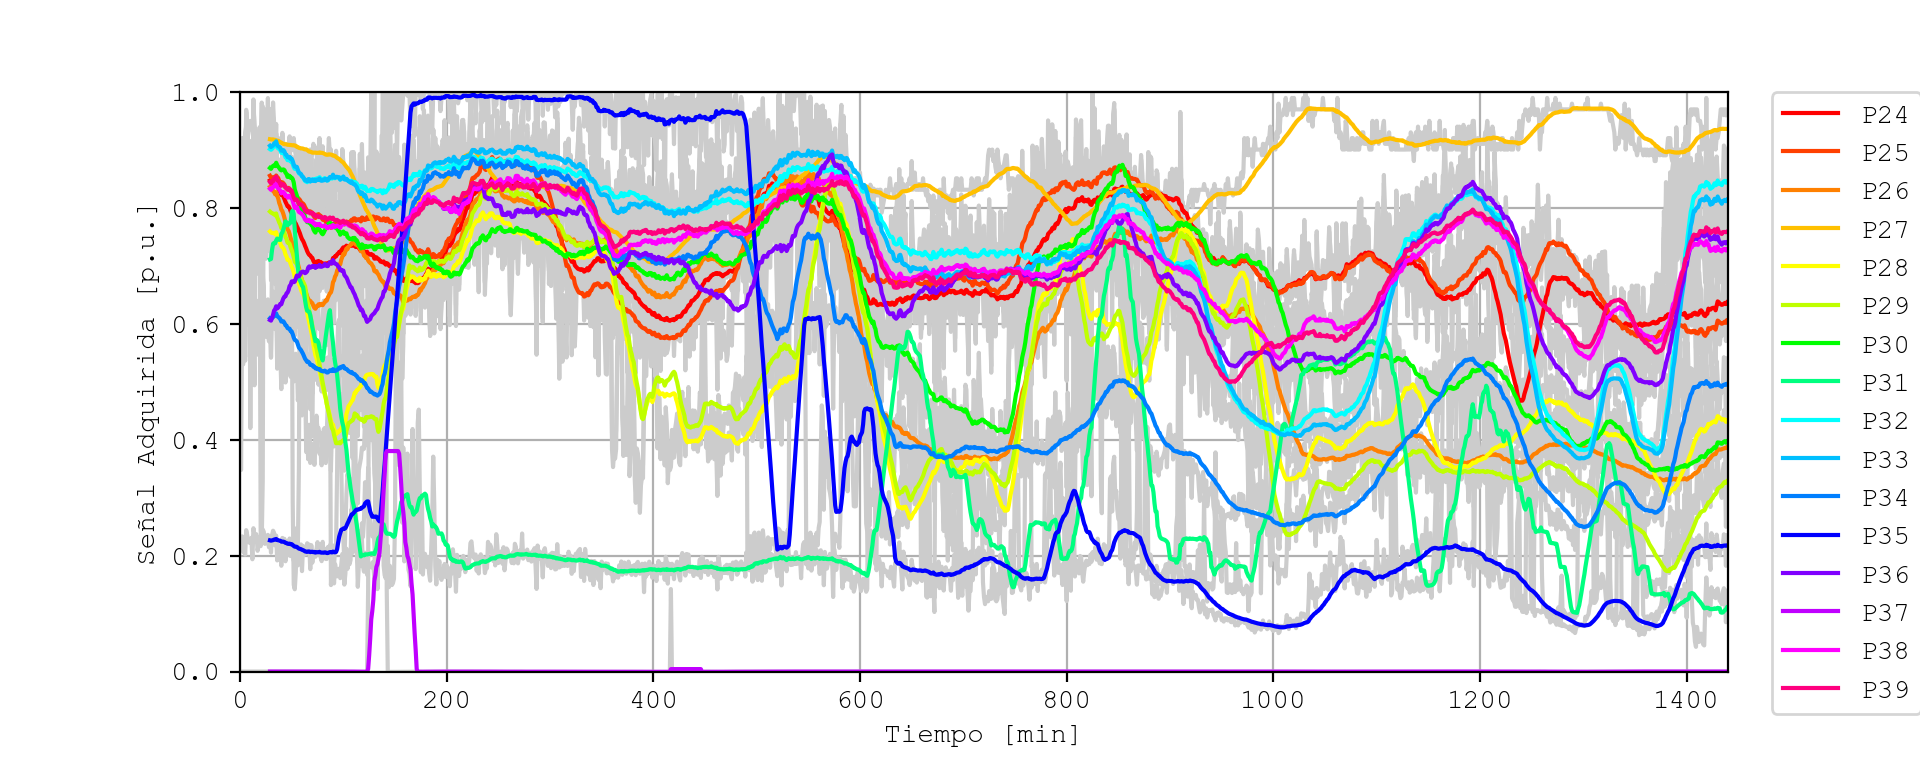 Señal Adquirida [p.u.]
1.0
0.8
0.6
0.4
0.2
0.0
0 200 400 600 800 1000 1200 1400
Tiempo [min]
P24
P25
P26
P27
P28
P29
P30
P31
P32
P33
P34
P35
P36
P37
P38
P39